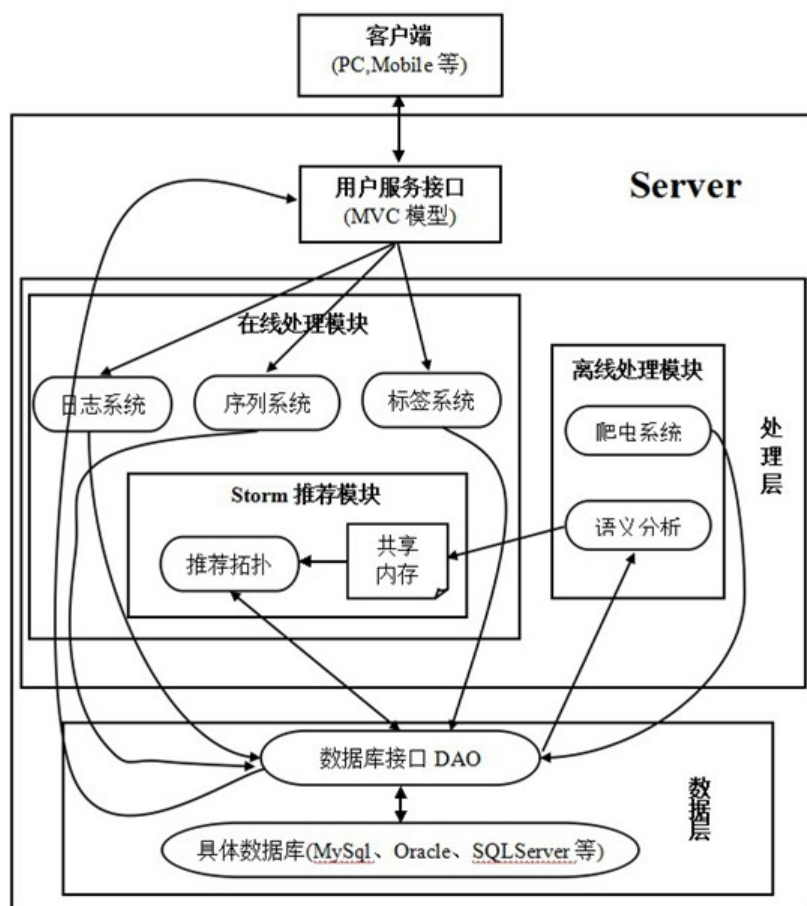 客户端
(PC,Mobile 等)
Server
用户服务接口
(MVC 模型)
在线处理模块
日志系统
序列系统
标签系统
离线处理模块
爬虫系统
语义分析
处
理
层
Storm 推荐模块
推荐拓扑
共享
内存
数据库接口 DAO
具体数据库(MySql、Oracle、SQLServer 等)
数
据
层